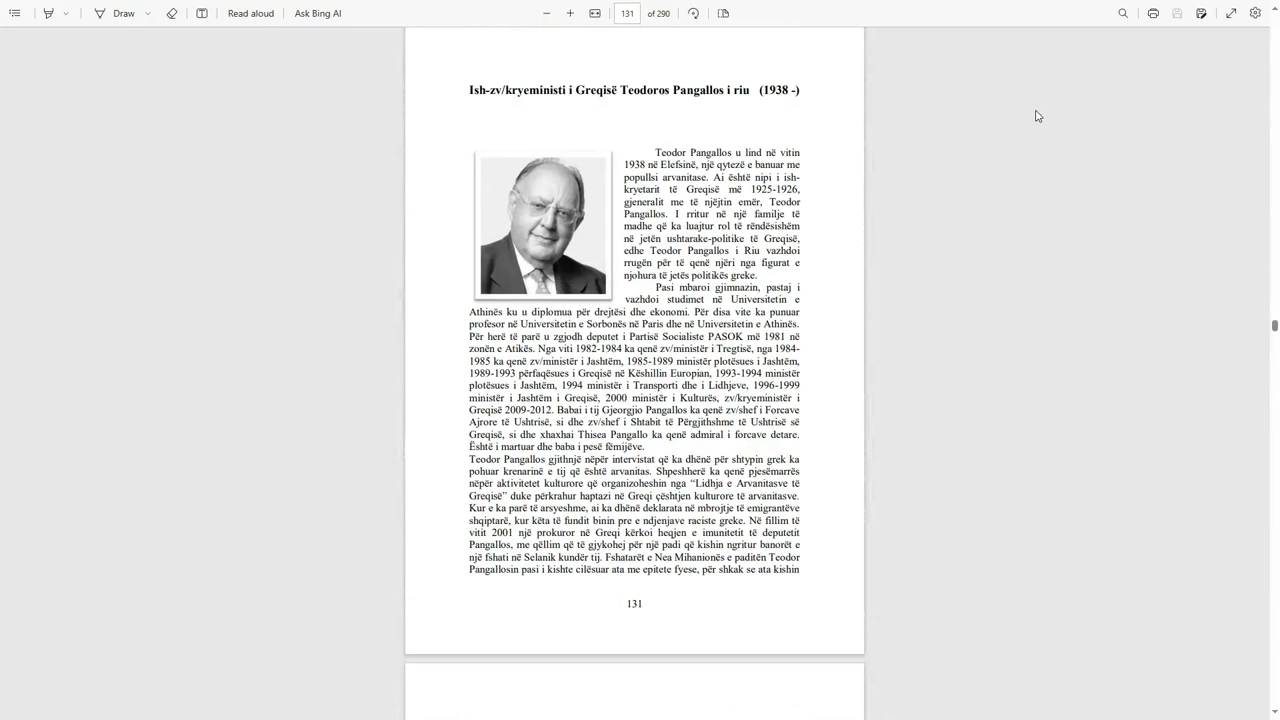 Draw
Read aloud
Ask Bing AI
131
of 290
Ish-zv/kryeministi i Greqisë Teodoros Pangallos i riu (1938 -)
Teodor Pangallos u lind në vitin
1938 në Elefsinë, një qytezë e banuar me
popullsi arvanitase. Ai është nipi i ish-
kryetarit të Greqisë më 1925-1926,
gjeneralit me të njëjtin emër, Teodor
Pangallos. I rritur në një familje të
madhe që ka luajtur rol të rëndësishëm
në jetën ushtarake-politike të Greqisë,
edhe Teodor Pangallos i Riu vazhdoi
rrugën për të qenë njëri nga figurat e
njohura të jetës politikës greke.
Pasi mbaroi gjimnazin, pastaj i
vazhdoi studimet në Universitetin e
Athinës ku u diplomua për drejtësi dhe ekonomi. Për disa vite ka punuar
profesor në Universitetin e Sorbonës në Paris dhe në Universitetin e Athinës.
Për herë të parë u zgjodh deputet i Partisë Socialiste PASOK më 1981 në
zonën e Atikës. Nga viti 1982-1984 ka qenë zv/ministër i Tregtisë, nga 1984-
1985 ka qenë zv/ministër i Jashtëm, 1985-1989 ministër plotësues i Jashtëm,
1989-1993 përfaqësues i Greqisë në Këshillin Europian, 1993-1994 ministër
plotësues i Jashtëm, 1994 ministër i Transporti dhe i Lidhjeve, 1996-1999
ministër i Jashtëm i Greqisë, 2000 ministër i Kulturës, zv/kryeministër i
Greqisë 2009-2012. Babai i tij Gjeorgjio Pangallos ka qenë zv/shef i Forcave
Ajrore të Ushtrisë, si dhe zv/shef i Shtabit të Përgjithshme të Ushtrisë së
Greqisë, si dhe xhaxhai Thisea Pangallo ka qenë admiral i forcave detare.
Është i martuar dhe baba i pesë fëmijëve.
Teodor Pangallos gjithnjë nëpër intervistat që ka dhënë për shtypin grek ka
pohuar krenarinë e tij që është arvanitas. Shpeshherë ka qenë pjesëmarrës
nëpër aktivitetet kulturore që organizoheshin nga “Lidhja e Arvanitasve të
Greqisë” duke përkrahur haptazi në Greqi çështjen kulturore të arvanitasve.
Kur e ka parë të arsyeshme, ai ka dhënë deklarata në mbrojtje të emigrantëve
shqiptarë, kur këta të fundit binin pre e ndjenjave raciste greke. Në fillim të
vitit 2001 një prokuror në Greqi kërkoi heqjen e imunitetit të deputetit
Pangallos, me qëllim që të gjykohej për një padi që kishin ngritur banorët e
një fshati në Selanik kundër tij. Fshatarët e Nea Mihanionës e paditën Teodor
Pangallosin pasi i kishte cilësuar ata me epitete fyese, për shkak se ata kishin
131